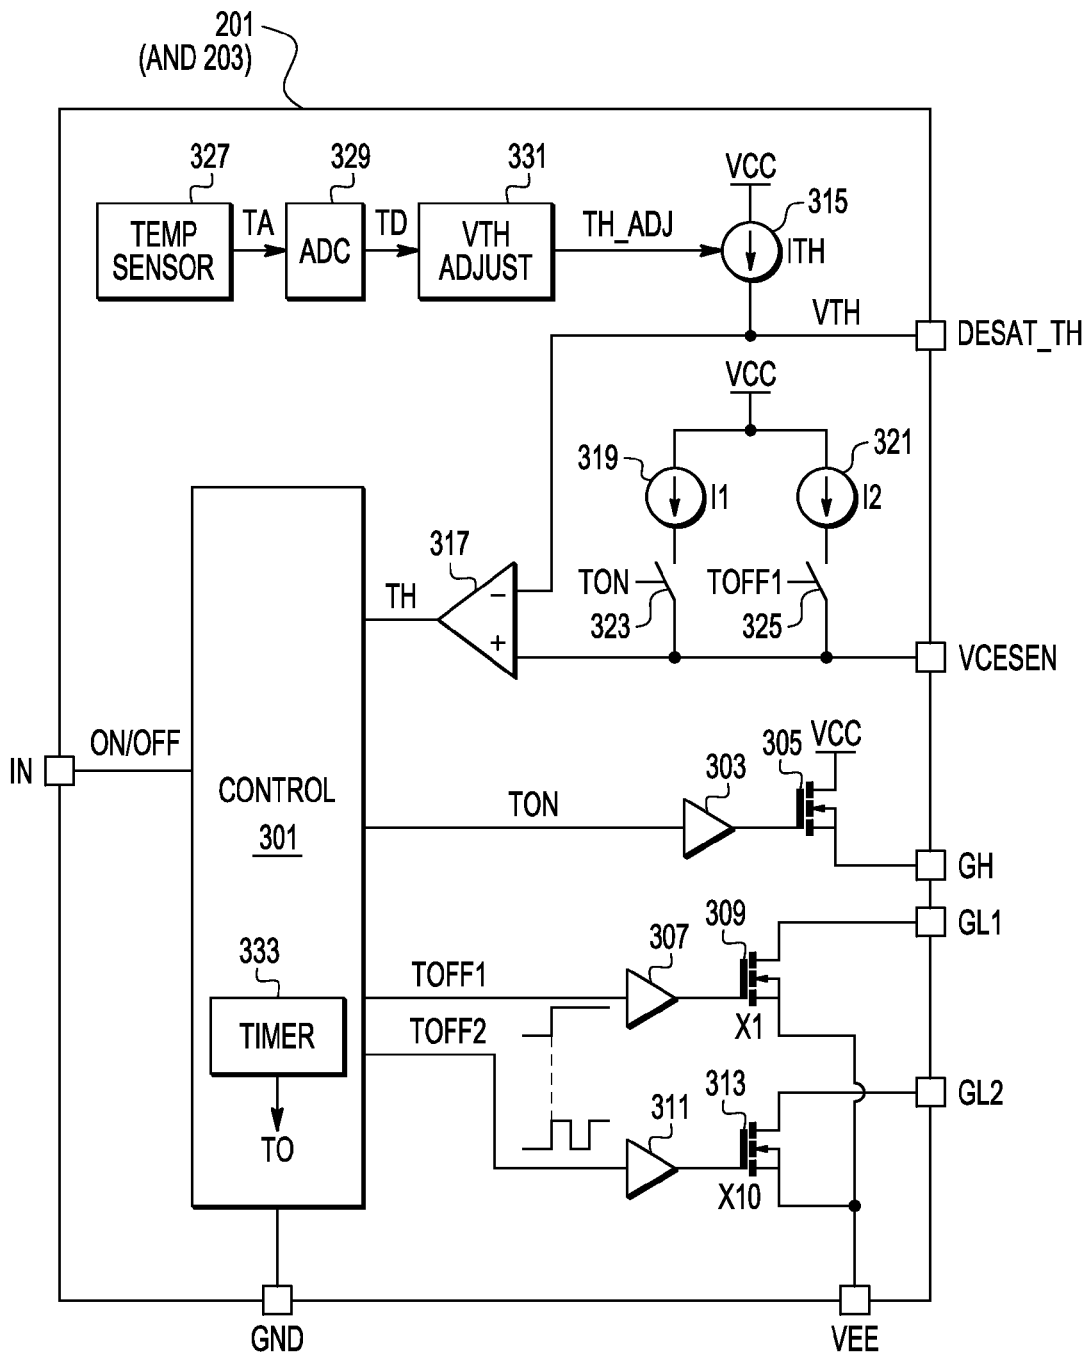 201
(AND 203)
327
329
331
VCC
315
TEMP
SENSOR
TA
ADC
TD
VTH
ADJUST
TH_ADJ
ITH
VTH
DESAT_TH
VCC
319
321
I1
I2
317
TH
−
+
TON
323
TOFF1
325
VCESEN
IN
ON/OFF
CONTROL
301
TON
303
305
VCC
GH
GL1
333
TIMER
TO
TOFF1
307
309
X1
TOFF2
311
313
X10
GL2
GND
VEE